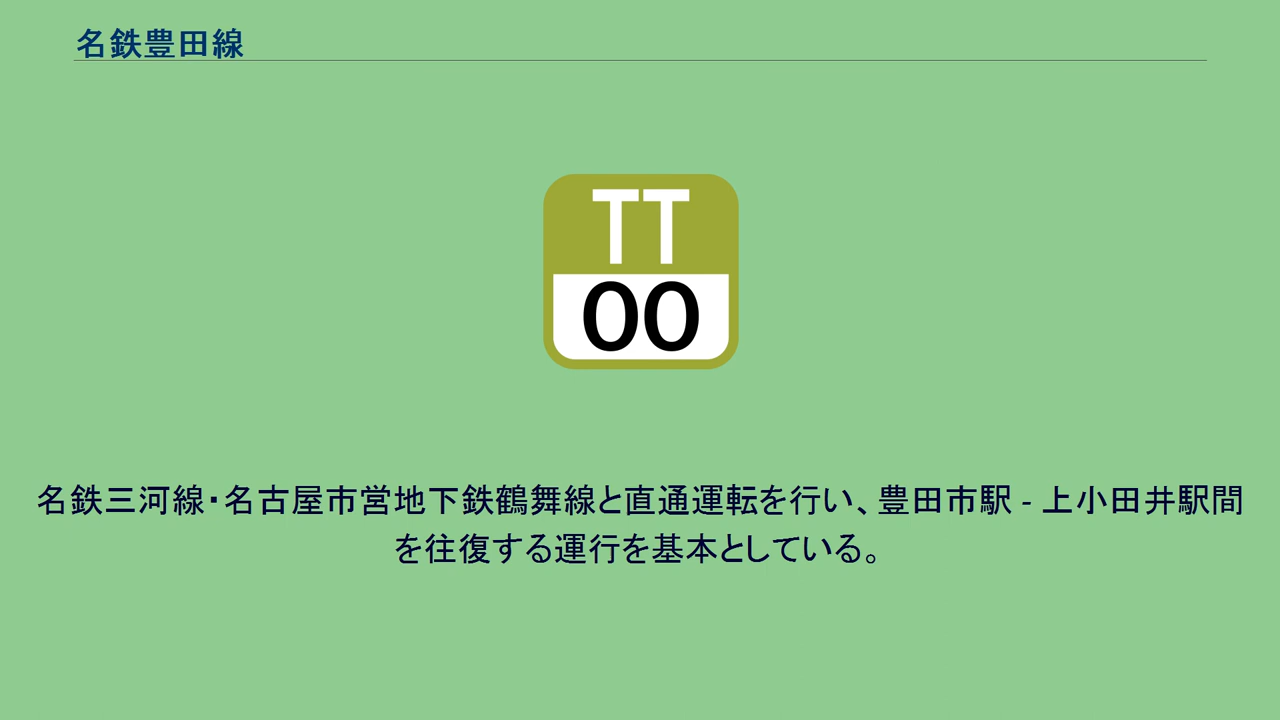 名鉄豊田線
TT
00
名鉄三河線・名古屋市営地下鉄鶴舞線と直通運転を行い、豊田市駅 - 上小田井駅間
を往復する運行を基本としている。